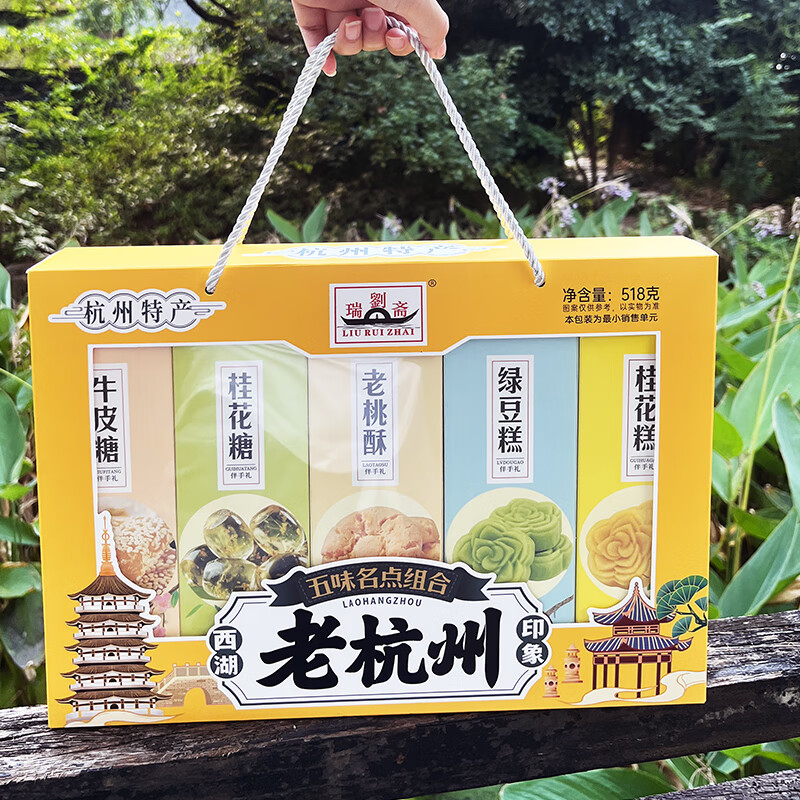 杭州特产
杭州特产
瑞劉斋®
LIU RUI ZHAI
净含量：518克
图案仅供参考，以实物为准
本包装为最小销售单元
牛皮糖
伴手礼
桂花糖
GUIHUATANG
伴手礼
老桃酥
LAOTAOSU
伴手礼
绿豆糕
LVDOUGAO
伴手礼
桂花糕
GUIHUAGAO
伴手礼
五味名点组合
LAOHANGZHOU
西湖
老杭州
印象